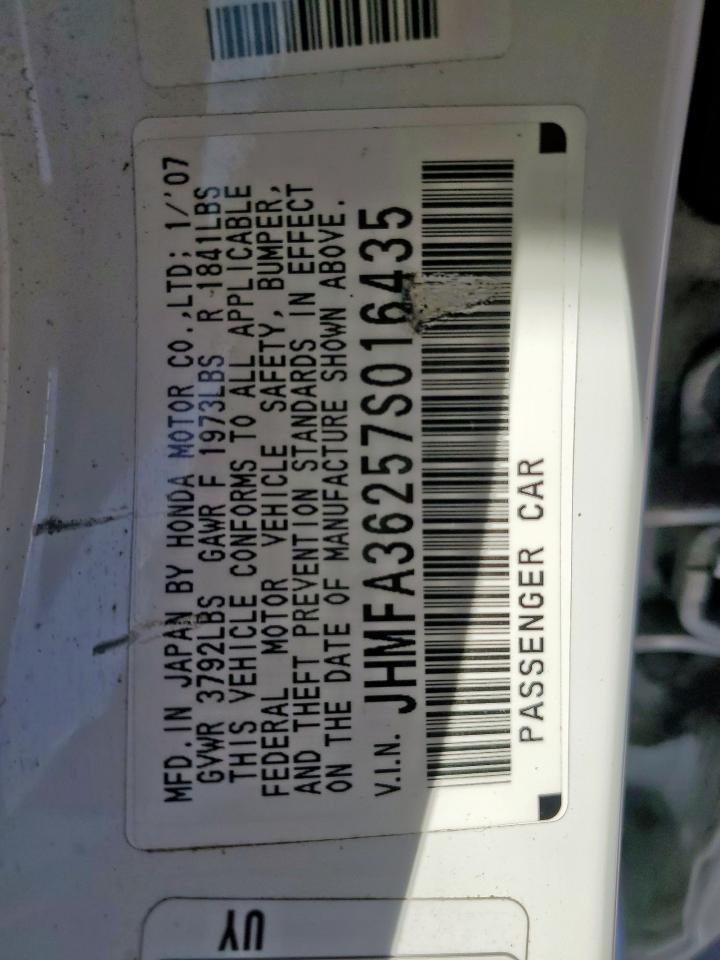 MFD. IN JAPAN BY HONDA MOTOR CO.,LTD; 1/'07
GVWR 3792LBS GAWR F 1973LBS R 1841LBS
THIS VEHICLE CONFORMS TO ALL APPLICABLE
FEDERAL MOTOR VEHICLE SAFETY, BUMPER,
AND THEFT PREVENTION STANDARDS IN EFFECT
ON THE DATE OF MANUFACTURE SHOWN ABOVE.
V.I.N. JHMFA36257S016435
PASSENGER CAR
UY